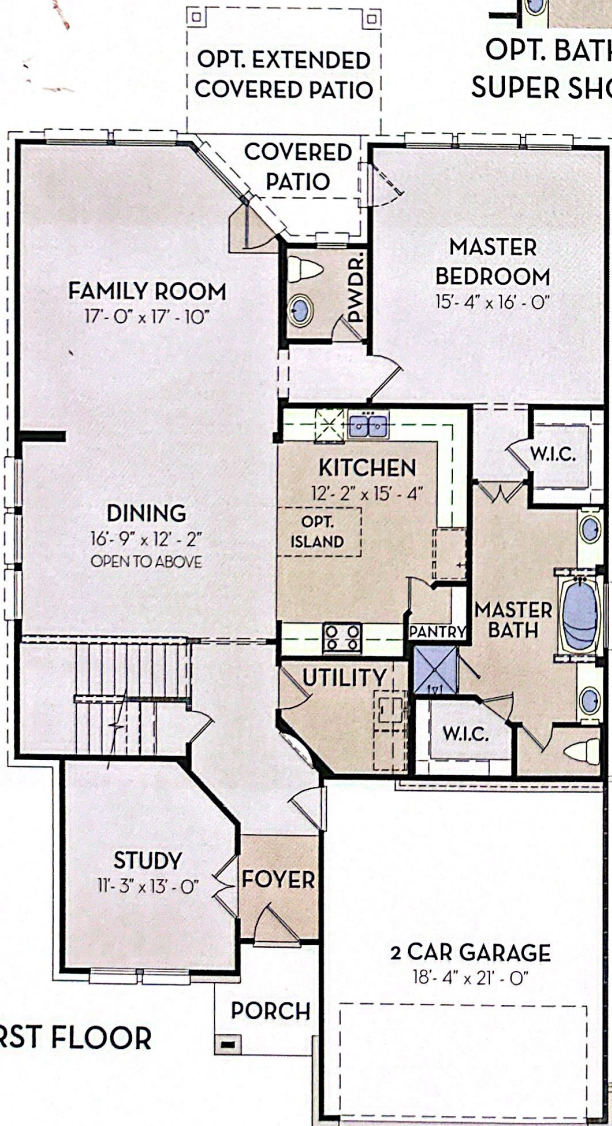 OPT. EXTENDED
COVERED PATIO
OPT. BATH
SUPER SHO
COVERED
PATIO
FAMILY ROOM
17'- 0" x 17' - 10"
PWDR.
MASTER
BEDROOM
15'- 4" x 16' - 0"
KITCHEN
12'- 2" x 15' - 4"
W.I.C.
DINING
16'- 9" x 12' - 2"
OPEN TO ABOVE
OPT.
ISLAND
MASTER
BATH
PANTRY
UTILITY
W.I.C.
STUDY
11'- 3" x 13' - 0"
FOYER
2 CAR GARAGE
18'- 4" x 21' - 0"
PORCH
RST FLOOR